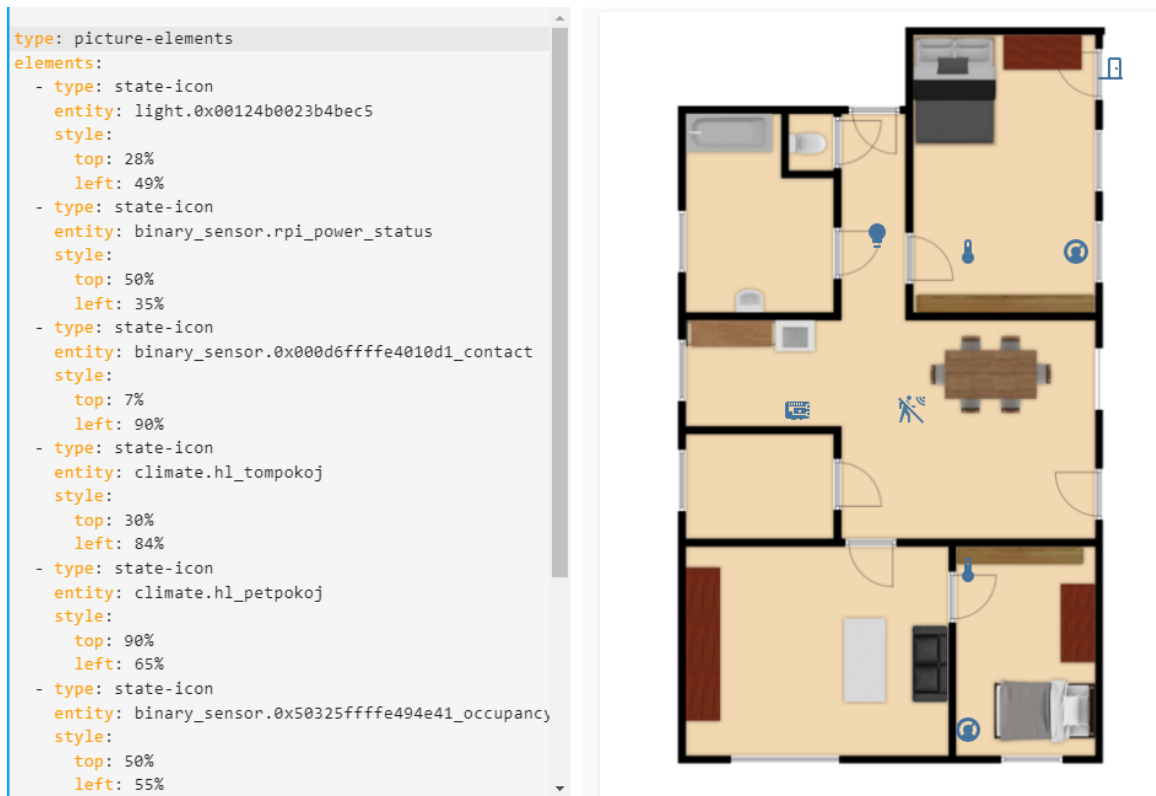 type: picture-elements
elements:
  - type: state-icon
    entity: light.0x00124b0023b4bec5
    style:
      top: 28%
      left: 49%
  - type: state-icon
    entity: binary_sensor.rpi_power_status
    style:
      top: 50%
      left: 35%
  - type: state-icon
    entity: binary_sensor.0x000d6ffffe4010d1_contact
    style:
      top: 7%
      left: 90%
  - type: state-icon
    entity: climate.hl_tompokoj
    style:
      top: 30%
      left: 84%
  - type: state-icon
    entity: climate.hl_petpokoj
    style:
      top: 90%
      left: 65%
  - type: state-icon
    entity: binary_sensor.0x50325ffffe494e41_occupancy
    style:
      top: 50%
      left: 55%